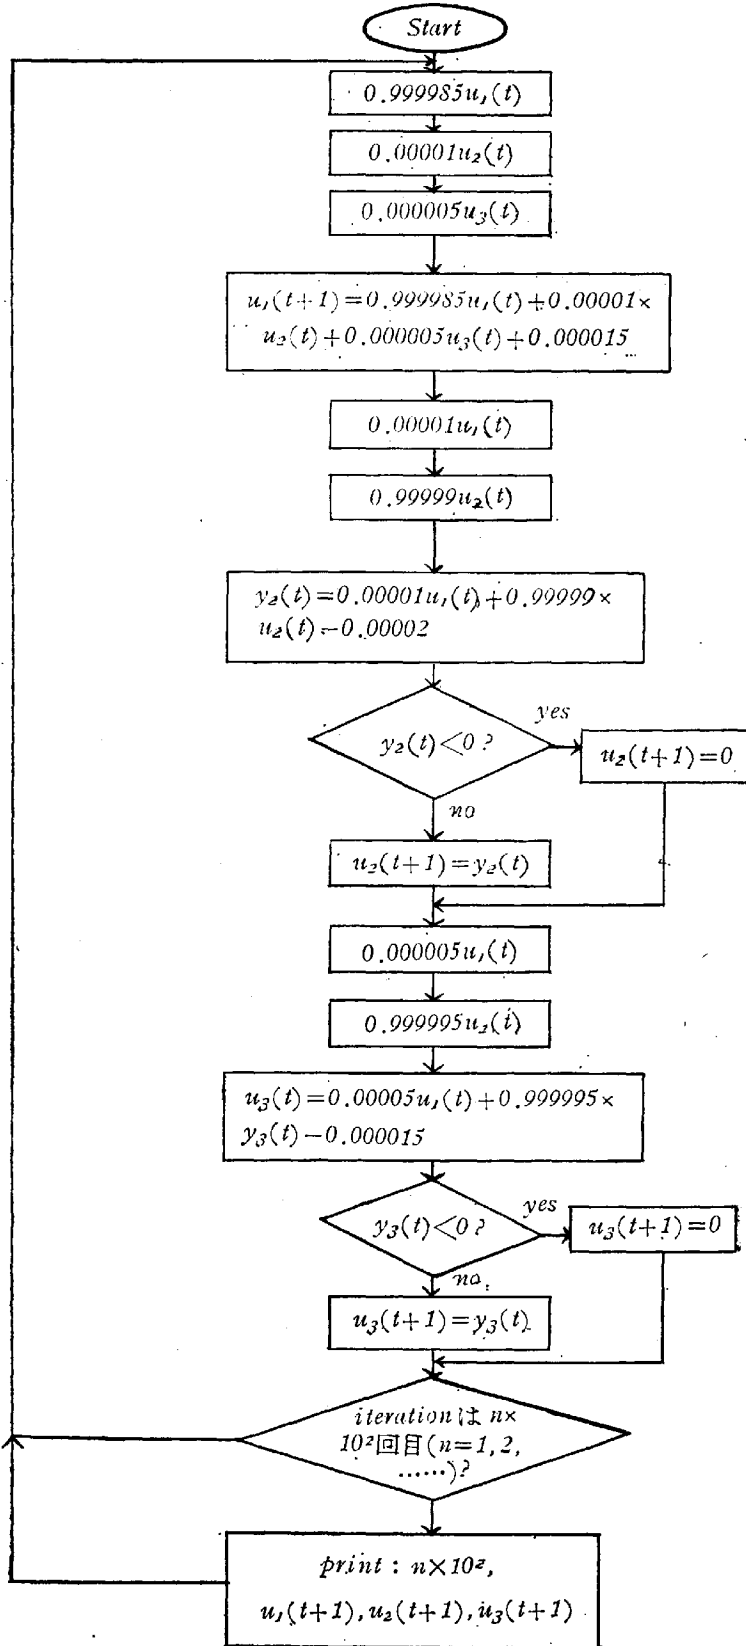 Start
0.999985u₁(t)
0.00001u₂(t)
0.000005u₃(t)
u₁(t+1)=0.999985u₁(t)+0.00001×
u₂(t)+0.000005u₃(t)+0.000015
0.00001u₁(t)
0.99999u₂(t)
y₂(t)=0.00001u₁(t)+0.99999×
u₂(t)-0.00002
y₂(t)<0?
yes
u₂(t+1)=0
no
u₂(t+1)=y₂(t)
0.000005u₁(t)
0.999995u₃(t)
u₃(t)=0.00005u₁(t)+0.999995×
y₃(t)-0.000015
y₃(t)<0?
yes
u₃(t+1)=0
no
u₃(t+1)=y₃(t)
iterationは n×
10²回目(n=1,2,
……)?
print : n×10²,
u₁(t+1),u₂(t+1),u₃(t+1)